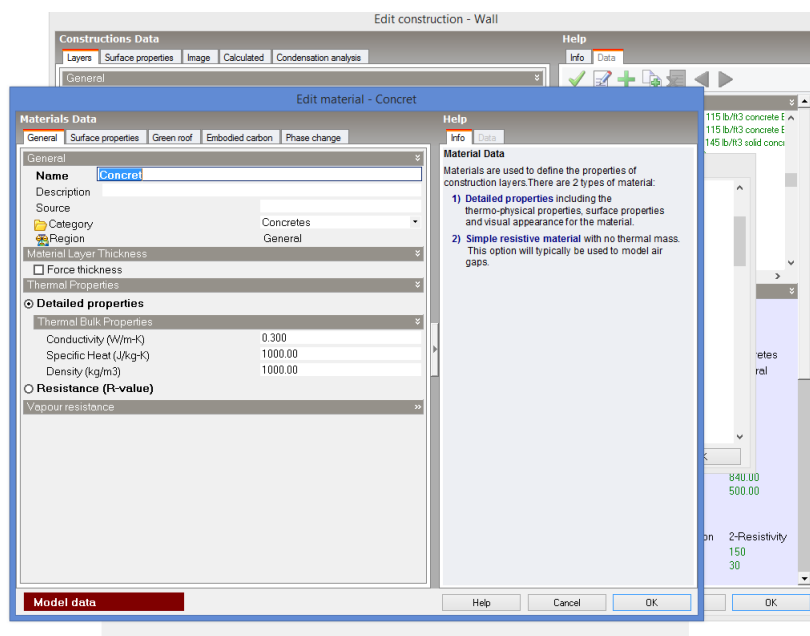 Edit construction - Wall
Constructions Data
Help
Layers Surface properties Image Calculated Condensation analysis
Info Data
General
Edit material - Concret
Materials Data
Help
General Surface properties Green roof Embodied carbon Phase change
Info Data
General
Name Concret
Description
Source
Category Concretes
Region General
Material Layer Thickness
Force thickness
Thermal Properties
Detailed properties
Thermal Bulk Properties
Conductivity (W/m-K) 0.300
Specific Heat (J/kg-K) 1000.00
Density (kg/m3) 1000.00
Resistance (R-value)
Vapour resistance
Material Data
Materials are used to define the properties of
construction layers.There are 2 types of material:
1) Detailed properties including the
thermo-physical properties, surface properties
and visual appearance for the material.
2) Simple resistive material with no thermal mass.
This option will typically be used to model air
gaps.
115 lb/ft3 concrete
115 lb/ft3 concrete
145 lb/ft3 solid
etes
ral
840.00
500.00
on 2-Resistivity
150
30
Model data
Help Cancel OK
OK